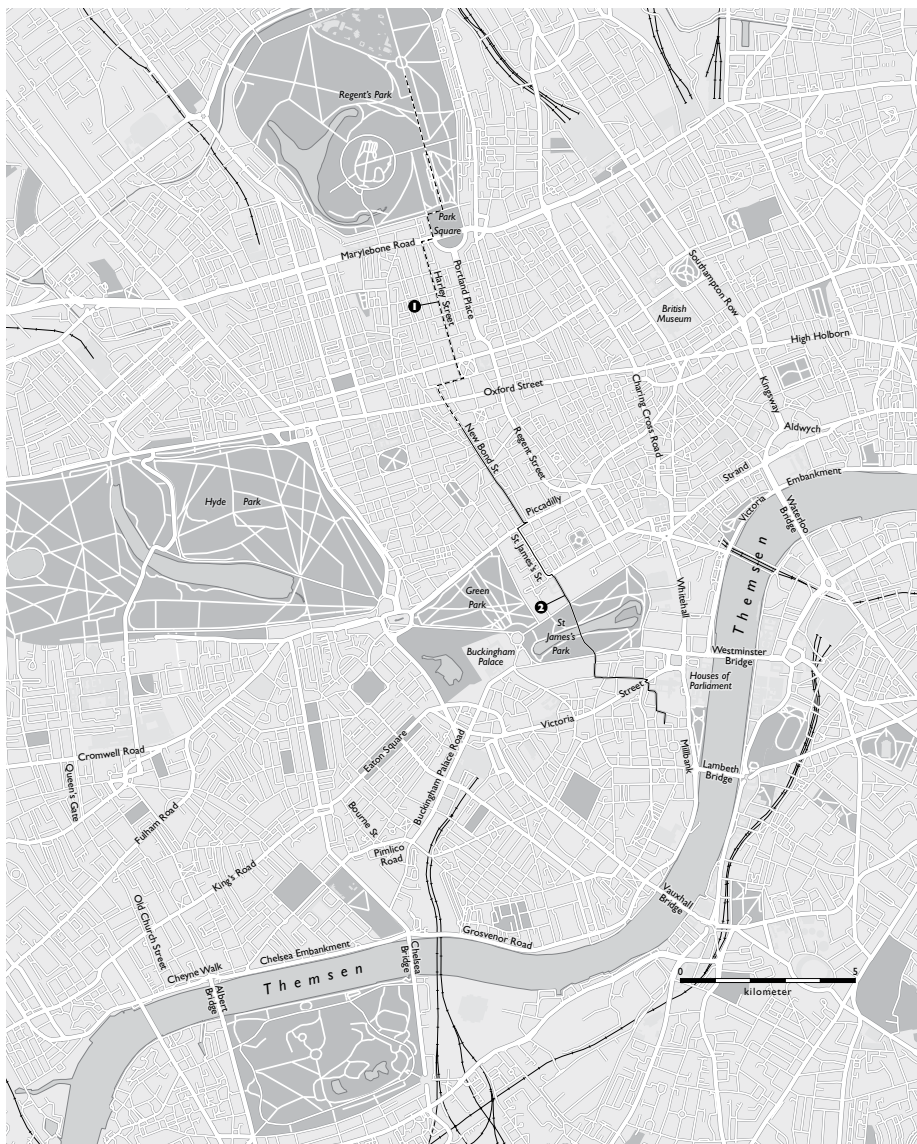 Regent's Park
Park
Square
Marylebone Road
Portland Place
Harley Street
1
Southampton Row
British
Museum
High Holborn
Oxford Street
Charing Cross Road
Kingsway
Aldwych
New Bond St
Regent Street
Strand
Embankment
Victoria
Waterloo
Bridge
Hyde Park
Piccadilly
St James's St
Themsen
Green
Park
2
St
James's
Park
Whitehall
Buckingham
Palace
Westminster
Bridge
Houses of
Parliament
Street
Victoria
Eaton Square
Buckingham Palace Road
Millbank
Lambeth
Bridge
Cromwell Road
Queen's Gate
Fulham Road
Bourne St
Pimlico
Road
King's Road
Vauxhall
Bridge
Old Church Street
Grosvenor Road
Chelsea Embankment
Chelsea
Bridge
Cheyne Walk
Albert
Bridge
Themsen
0 5
kilometer